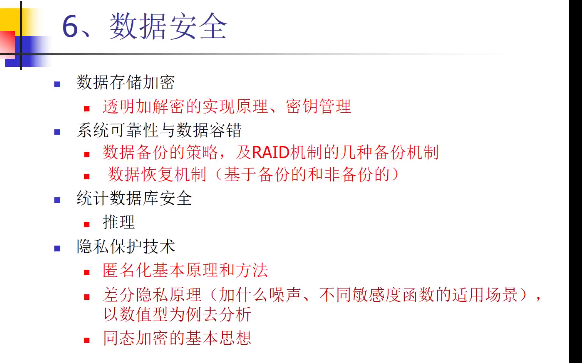 6、数据安全
数据存储加密
透明加解密的实现原理、密钥管理
系统可靠性与数据容错
数据备份的策略，及RAID机制的几种备份机制
数据恢复机制（基于备份的和非备份的）
统计数据库安全
推理
隐私保护技术
匿名化基本原理和方法
差分隐私原理（加什么噪声、不同敏感度函数的适用场景），
以数值型为例去分析
同态加密的基本思想